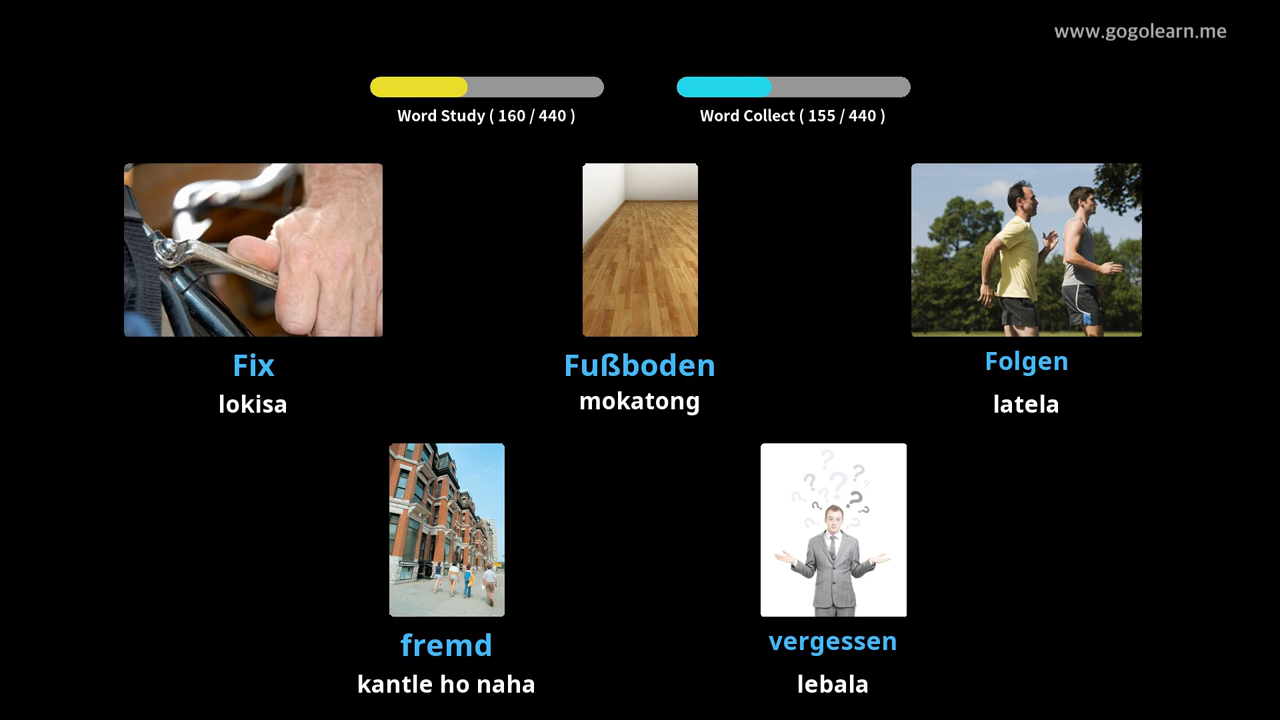 www.gogolearn.me
Word Study ( 160 / 440 )
Word Collect ( 155 / 440 )
Fix
lokisa
Fußboden
mokatong
Folgen
latela
fremd
kantle ho naha
vergessen
lebala